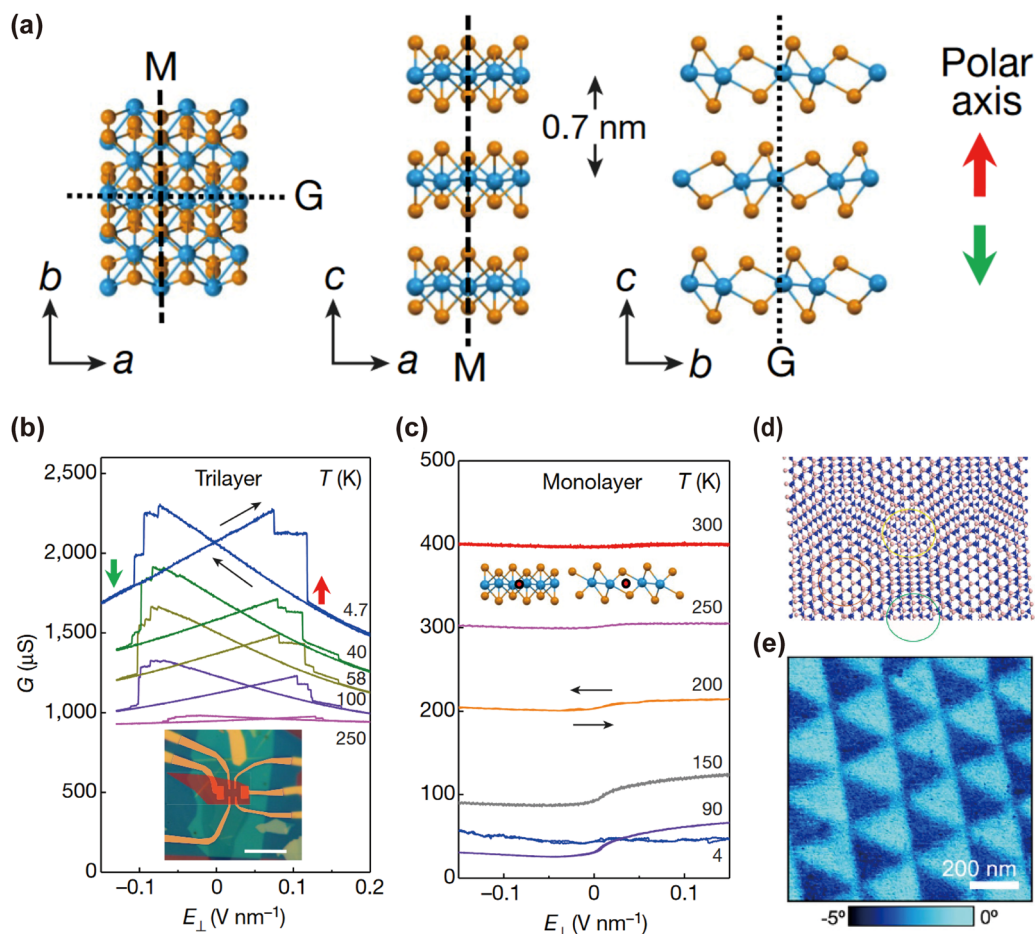 (a)
M
G
b
a
c
a
M
0.7 nm
c
b
G
Polar
axis
(b)
2,500
2,000
1,500
1,000
500
0
G (μS)
Trilayer
T (K)
4.7
40
58
100
250
−0.1
0
0.1
0.2
E⊥ (V nm⁻¹)
(c)
500
400
300
200
100
0
Monolayer
T (K)
300
250
200
150
90
4
−0.1
0
0.1
E⊥ (V nm⁻¹)
(d)
(e)
200 nm
-5º
0º